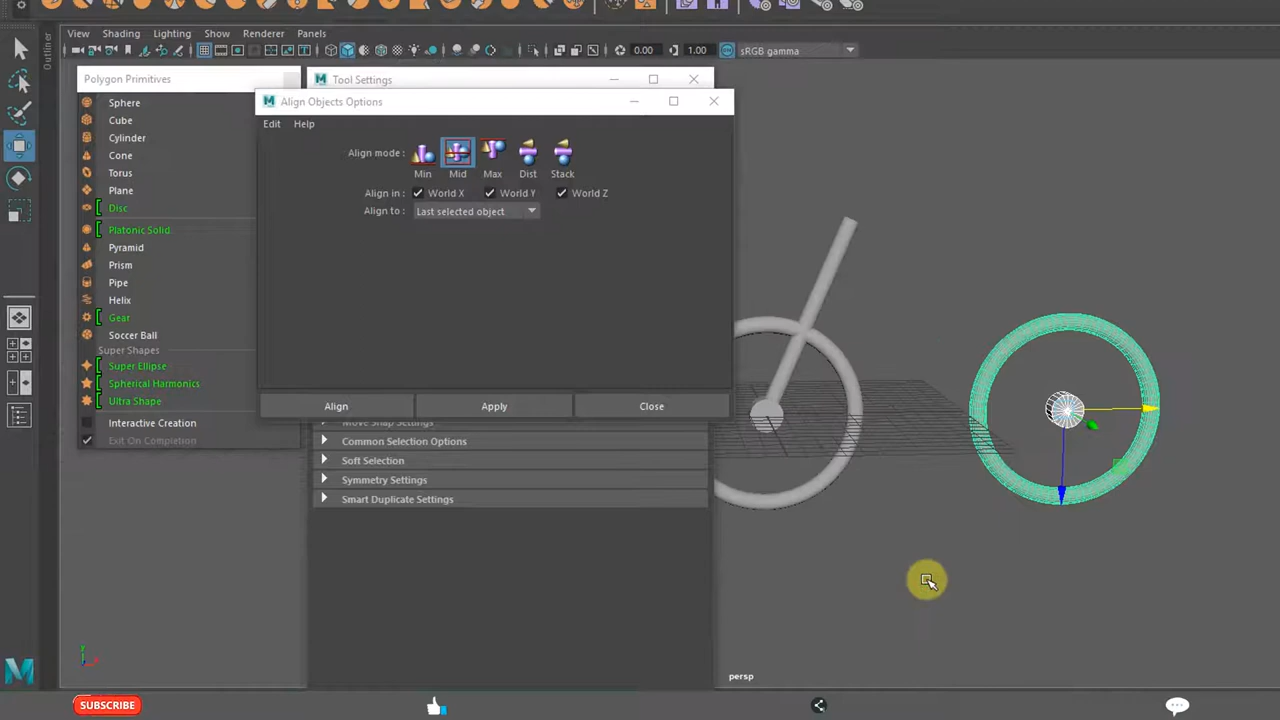 View Shading Lighting Show Renderer Panels
0.00 1.00 sRGB gamma
Outliner
Polygon Primitives
Sphere
Cube
Cylinder
Cone
Torus
Plane
Disc
Platonic Solid
Pyramid
Prism
Pipe
Helix
Gear
Soccer Ball
Super Shapes
Super Ellipse
Spherical Harmonics
Ultra Shape
Interactive Creation
Exit On Completion
Tool Settings
Align Objects Options
Edit Help
Align mode :
Min Mid Max Dist Stack
Align in : World X World Y World Z
Align to : Last selected object
Align Apply Close
Move Snap Settings
Common Selection Options
Soft Selection
Symmetry Settings
Smart Duplicate Settings
persp
SUBSCRIBE